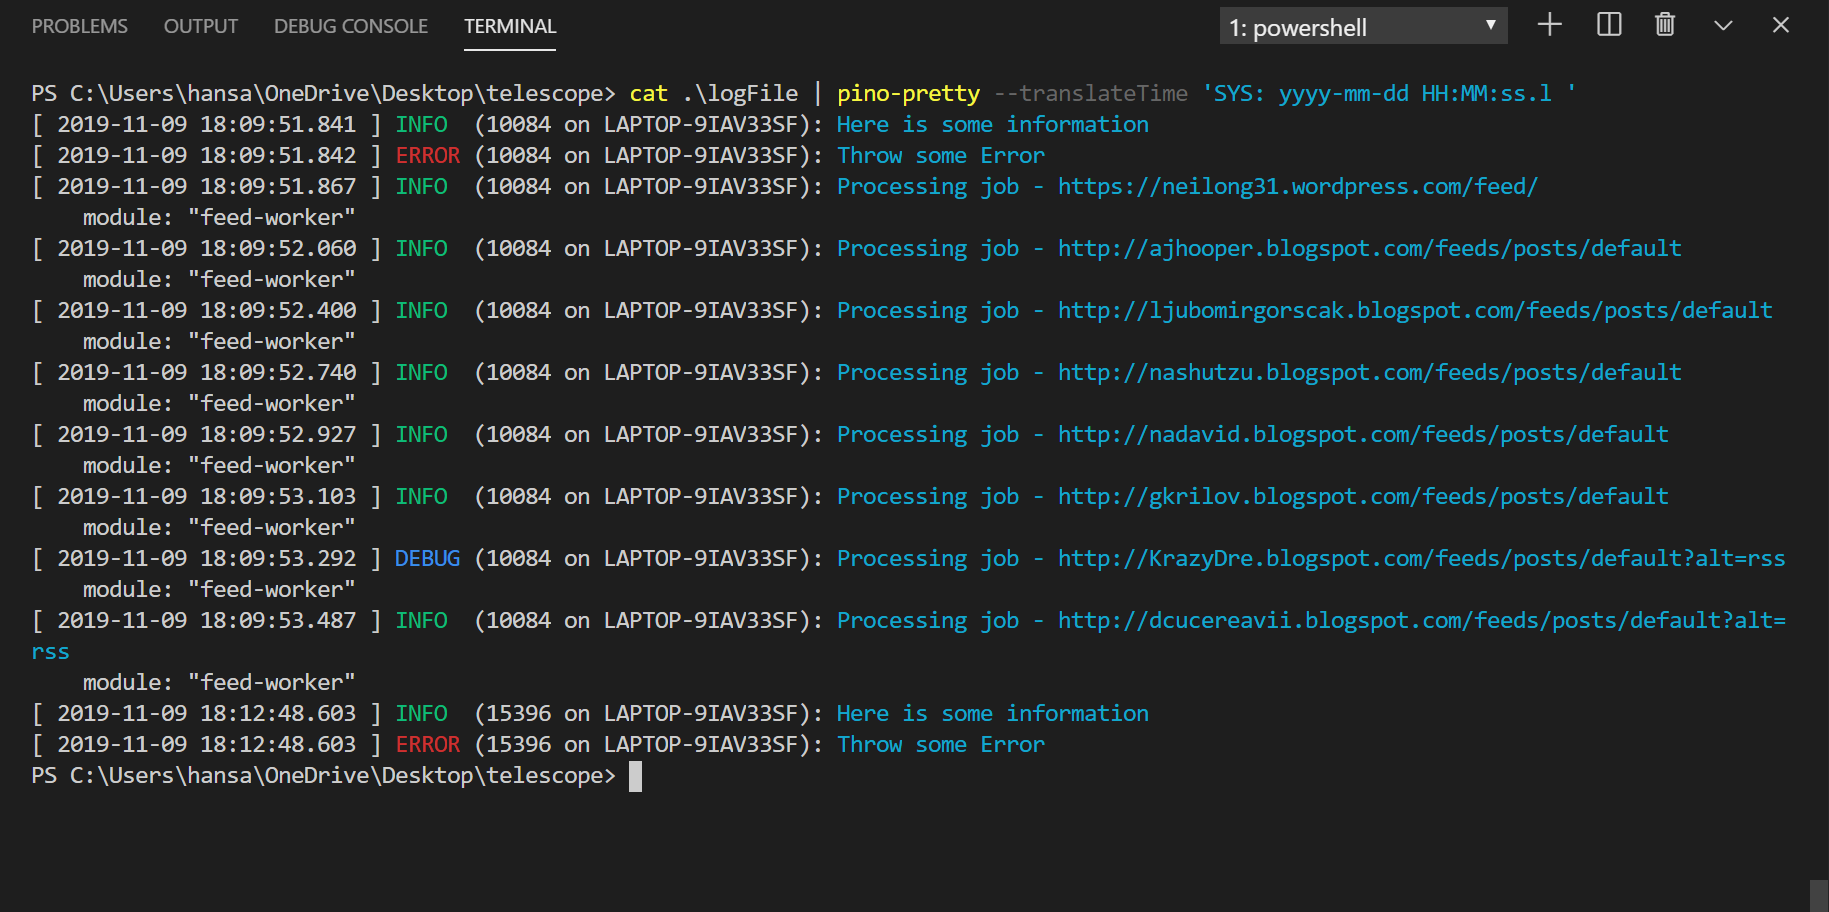 PROBLEMS OUTPUT DEBUG CONSOLE TERMINAL 1: powershell
PS C:\Users\hansa\OneDrive\Desktop\telescope> cat .\logFile | pino-pretty --translateTime 'SYS: yyyy-mm-dd HH:MM:ss.l '
[ 2019-11-09 18:09:51.841 ] INFO  (10084 on LAPTOP-9IAV33SF): Here is some information
[ 2019-11-09 18:09:51.842 ] ERROR (10084 on LAPTOP-9IAV33SF): Throw some Error
[ 2019-11-09 18:09:51.867 ] INFO  (10084 on LAPTOP-9IAV33SF): Processing job - https://neilong31.wordpress.com/feed/
    module: "feed-worker"
[ 2019-11-09 18:09:52.060 ] INFO  (10084 on LAPTOP-9IAV33SF): Processing job - http://ajhooper.blogspot.com/feeds/posts/default
    module: "feed-worker"
[ 2019-11-09 18:09:52.400 ] INFO  (10084 on LAPTOP-9IAV33SF): Processing job - http://ljubomirgorscak.blogspot.com/feeds/posts/default
    module: "feed-worker"
[ 2019-11-09 18:09:52.740 ] INFO  (10084 on LAPTOP-9IAV33SF): Processing job - http://nashutzu.blogspot.com/feeds/posts/default
    module: "feed-worker"
[ 2019-11-09 18:09:52.927 ] INFO  (10084 on LAPTOP-9IAV33SF): Processing job - http://nadavid.blogspot.com/feeds/posts/default
    module: "feed-worker"
[ 2019-11-09 18:09:53.103 ] INFO  (10084 on LAPTOP-9IAV33SF): Processing job - http://gkrilov.blogspot.com/feeds/posts/default
    module: "feed-worker"
[ 2019-11-09 18:09:53.292 ] DEBUG (10084 on LAPTOP-9IAV33SF): Processing job - http://KrazyDre.blogspot.com/feeds/posts/default?alt=rss
    module: "feed-worker"
[ 2019-11-09 18:09:53.487 ] INFO  (10084 on LAPTOP-9IAV33SF): Processing job - http://dcucereavii.blogspot.com/feeds/posts/default?alt=
rss
    module: "feed-worker"
[ 2019-11-09 18:12:48.603 ] INFO  (15396 on LAPTOP-9IAV33SF): Here is some information
[ 2019-11-09 18:12:48.603 ] ERROR (15396 on LAPTOP-9IAV33SF): Throw some Error
PS C:\Users\hansa\OneDrive\Desktop\telescope>